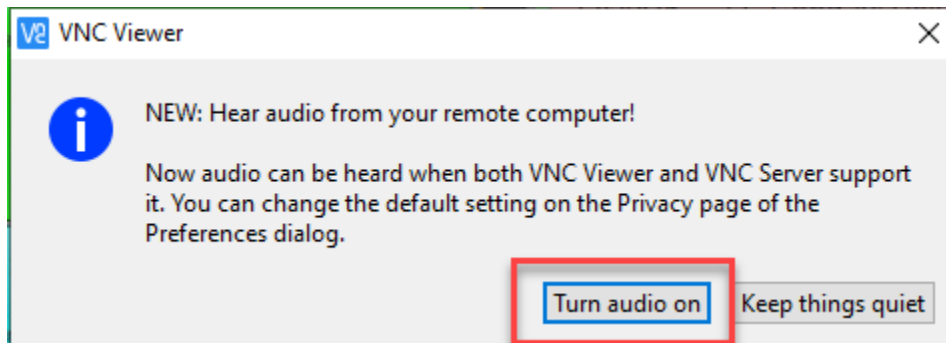 VNC Viewer
NEW: Hear audio from your remote computer!
Now audio can be heard when both VNC Viewer and VNC Server support
it. You can change the default setting on the Privacy page of the
Preferences dialog.
Turn audio on Keep things quiet